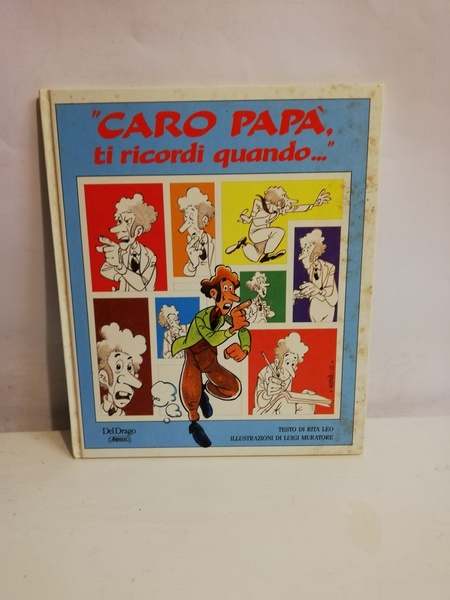 "CARO PAPÀ,
ti ricordi quando..."
Del Drago
TESTO DI RITA LEO
ILLUSTRAZIONI DI LUIGI MURATORE